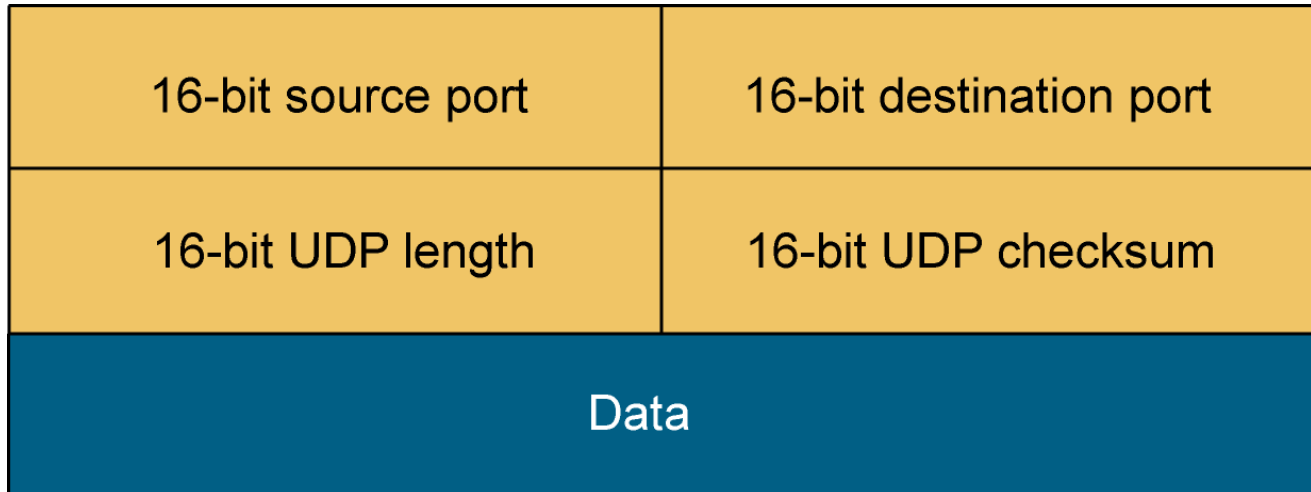 16-bit source port
16-bit destination port
16-bit UDP length
16-bit UDP checksum
Data